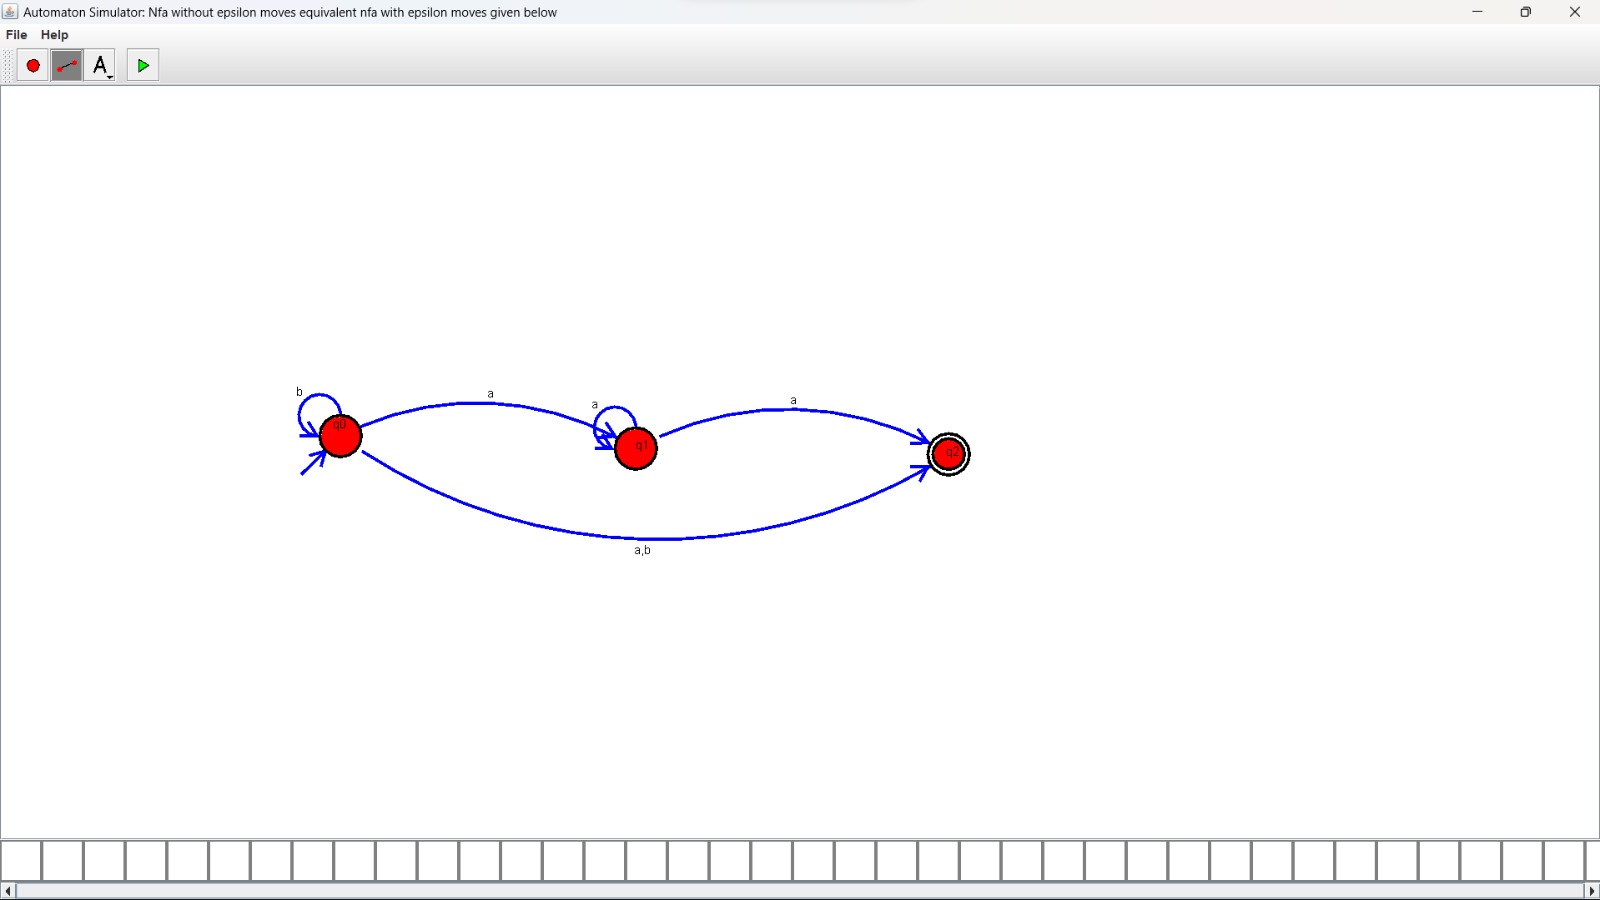 Automaton Simulator: Nfa without epsilon moves equivalent nfa with epsilon moves given below
File Help
A
b
a
a
a
q0
q1
q2
a,b